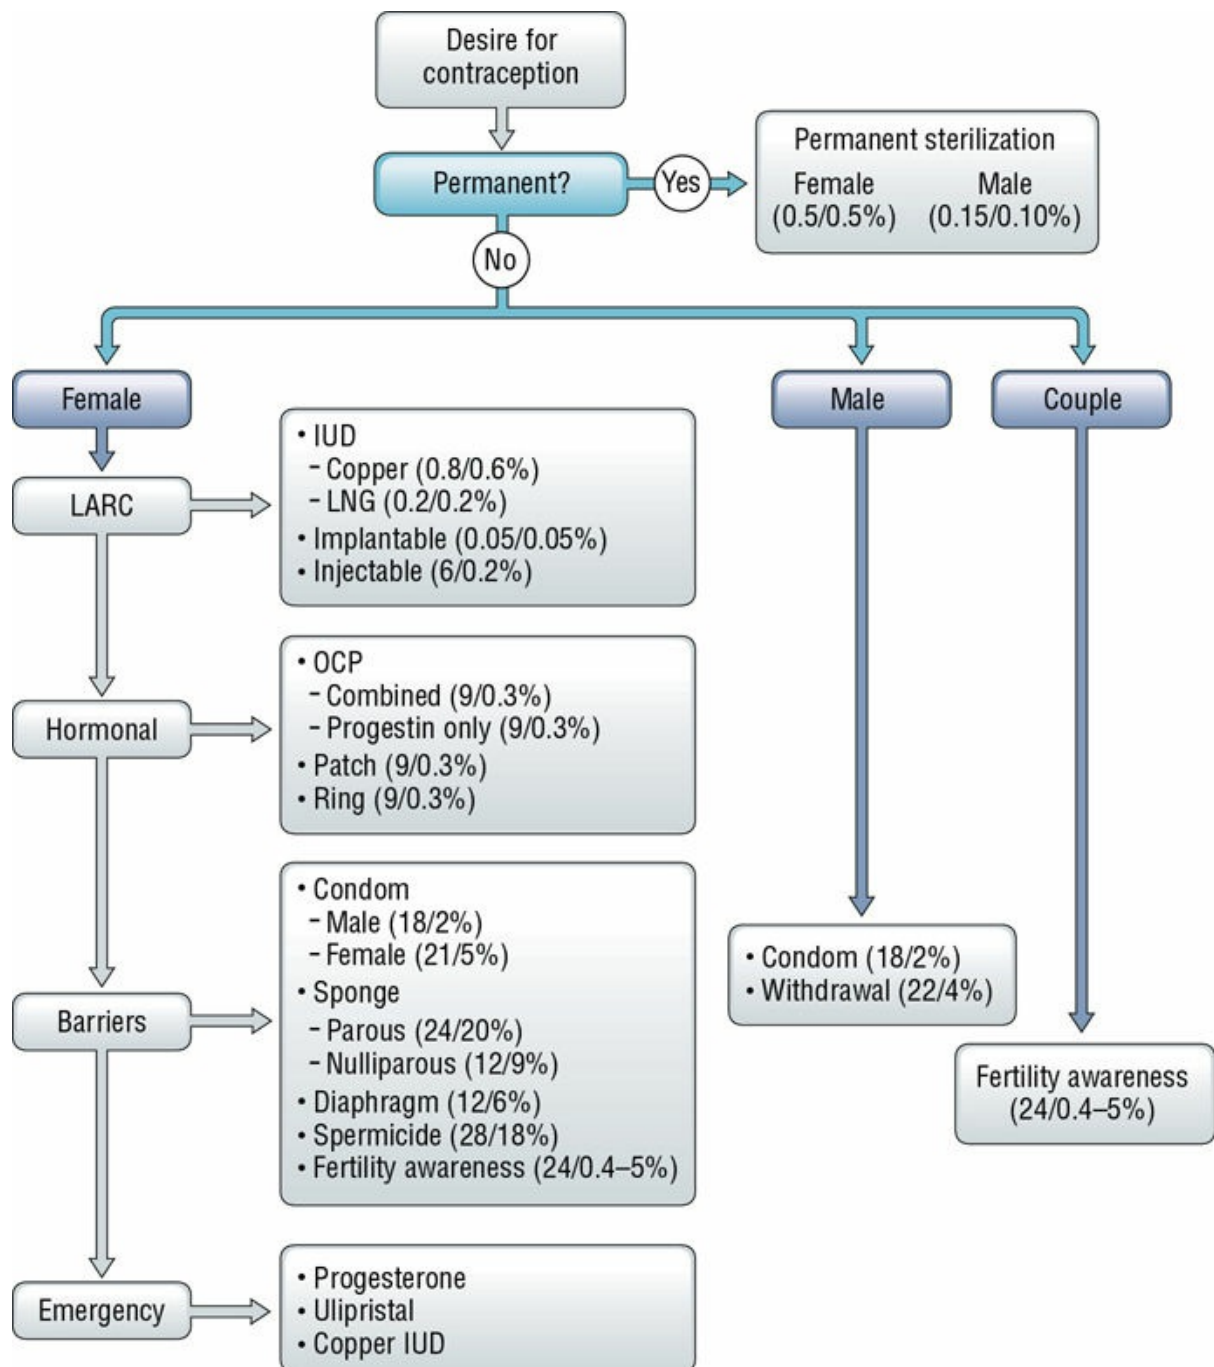 Desire for
contraception
Permanent?
Yes
Permanent sterilization
Female Male
(0.5/0.5%) (0.15/0.10%)
No
Female
Male
Couple
LARC
• IUD
- Copper (0.8/0.6%)
- LNG (0.2/0.2%)
• Implantable (0.05/0.05%)
• Injectable (6/0.2%)
Hormonal
• OCP
- Combined (9/0.3%)
- Progestin only (9/0.3%)
• Patch (9/0.3%)
• Ring (9/0.3%)
Barriers
• Condom
- Male (18/2%)
- Female (21/5%)
• Sponge
- Parous (24/20%)
- Nulliparous (12/9%)
• Diaphragm (12/6%)
• Spermicide (28/18%)
• Fertility awareness (24/0.4–5%)
• Condom (18/2%)
• Withdrawal (22/4%)
Fertility awareness
(24/0.4–5%)
Emergency
• Progesterone
• Ulipristal
• Copper IUD